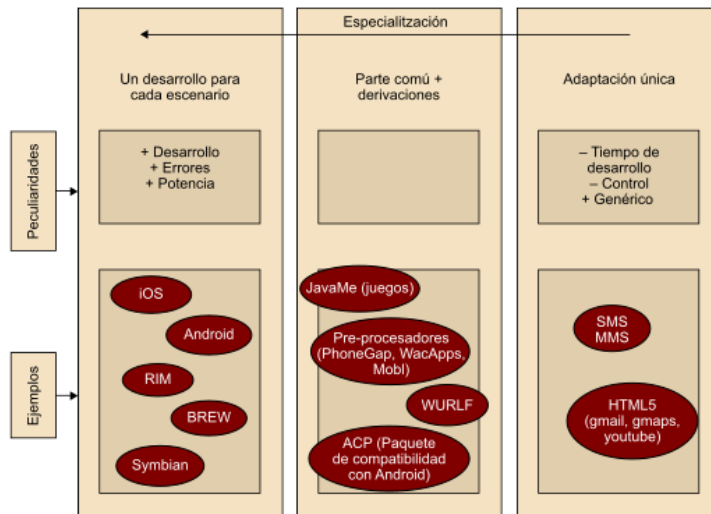 Especialització
Un desarrollo para
cada escenario
Parte comú +
derivaciones
Adaptación única
Peculiaridades
+ Desarrollo
+ Errores
+ Potencia
– Tiempo de
desarrollo
– Control
+ Genérico
Ejemplos
iOS
Android
RIM
BREW
Symbian
JavaMe (juegos)
Pre-procesadores
(PhoneGap, WacApps,
Mobl)
WURLF
ACP (Paquete
de compatibilidad
con Android)
SMS
MMS
HTML5
(gmail, gmaps,
youtube)